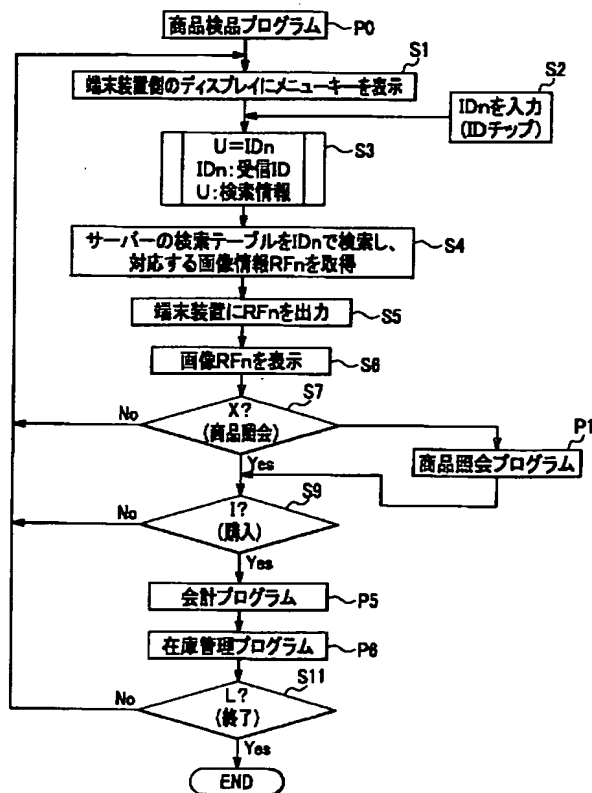 商品検品プログラム
P0
S1
端末装置側のディスプレイにメニューキーを表示
S2
IDnを入力
(IDチップ)
U=IDn
IDn:受信ID
U:検索情報
S3
サーバーの検索テーブルをIDnで検索し、
対応する画像情報RFnを取得
S4
端末装置にRFnを出力
S5
画像RFnを表示
S6
S7
No
X?
(商品照会)
Yes
P1
商品照会プログラム
S9
No
I?
(購入)
Yes
会計プログラム
P5
在庫管理プログラム
P6
S11
No
L?
(終了)
Yes
END